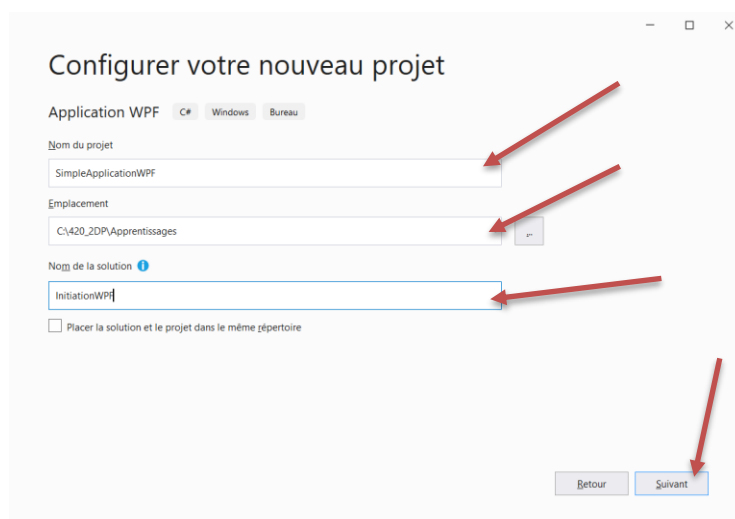 Configurer votre nouveau projet
Application WPF C# Windows Bureau
Nom du projet
SimpleApplicationWPF
Emplacement
C:\420_2DP\Apprentissages
...
Nom de la solution
InitiationWPF
Placer la solution et le projet dans le même répertoire
Retour Suivant